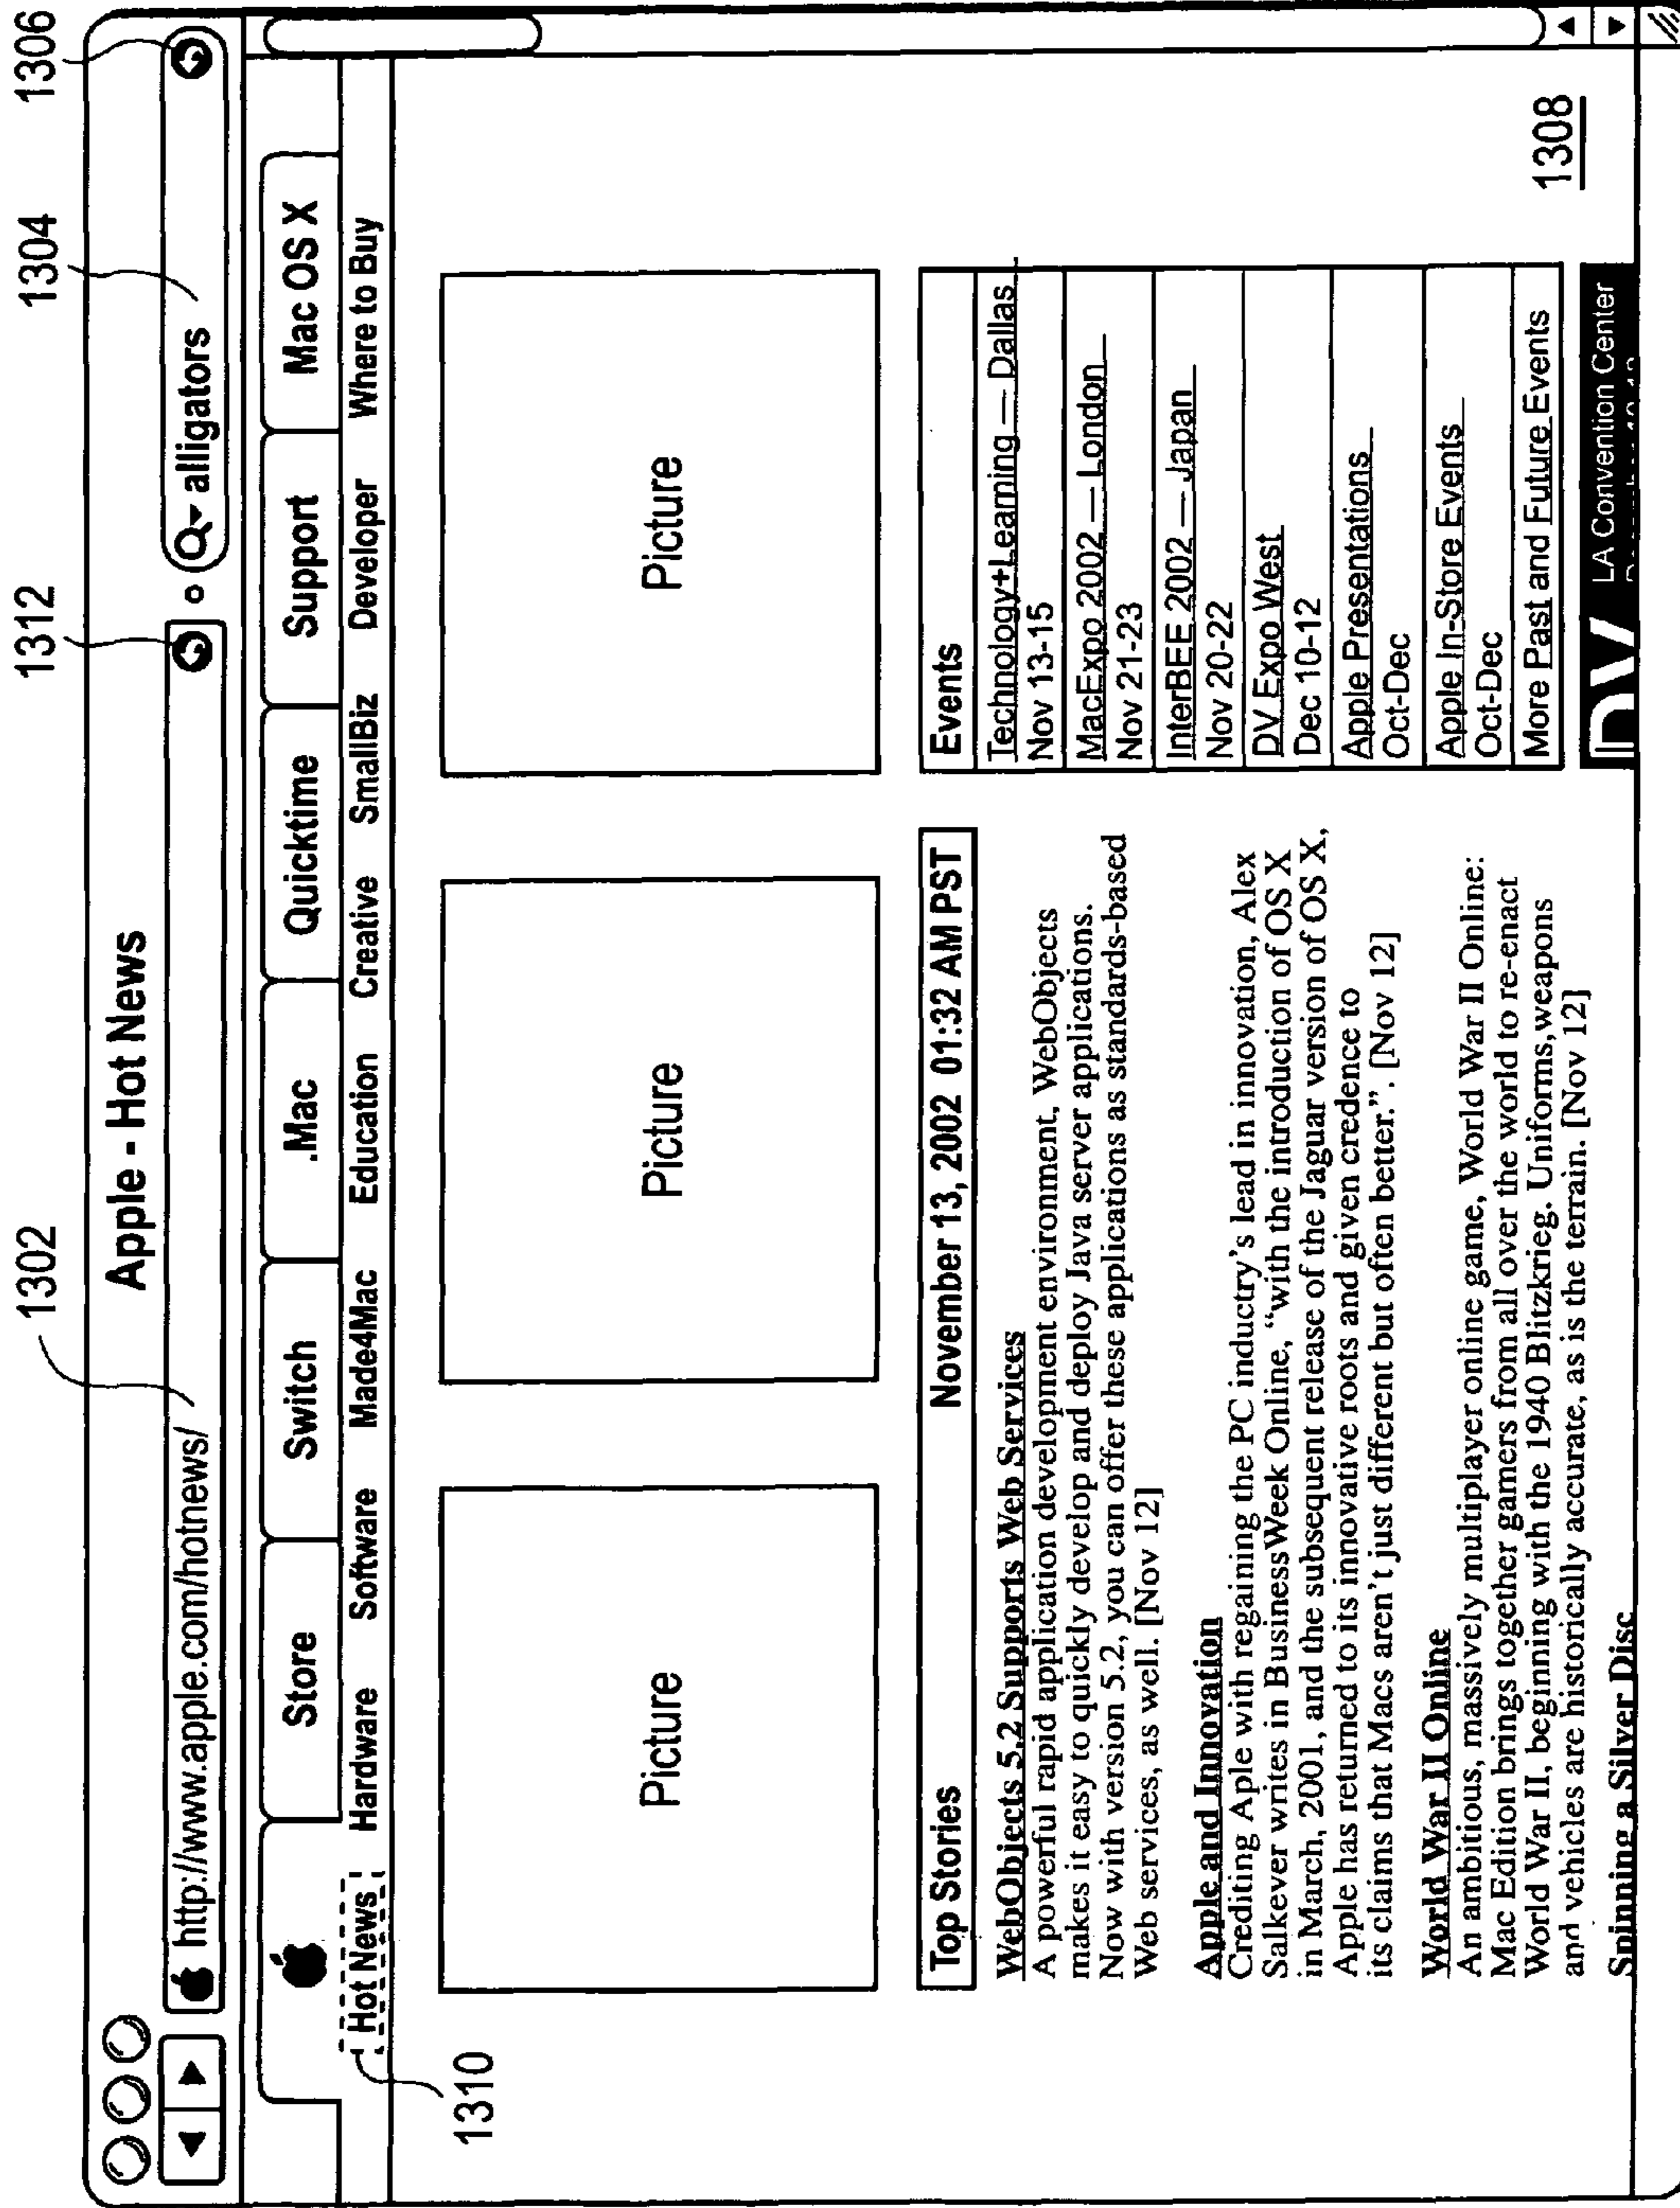 1302
1312
1304
1306
Apple - Hot News
http://www.apple.com/hotnews/
alligators
Store
Switch
.Mac
Quicktime
Support
Mac OS X
Hot News
Hardware
Software
Made4Mac
Education
Creative
SmallBiz
Developer
Where to Buy
1310
Picture
Picture
Picture
Top Stories
November 13, 2002 01:32 AM PST
WebObjects 5.2 Supports Web Services
A powerful rapid application development environment, WebObjects
makes it easy to quickly develop and deploy Java server applications.
Now with version 5.2, you can offer these applications as standards-based
Web services, as well. [Nov 12]
Apple and Innovation
Crediting Aple with regaining the PC inductry's lead in innovation, Alex
Salkever writes in BusinessWeek Online, "with the introduction of OS X
in March, 2001, and the subsequent release of the Jaguar version of OS X,
Apple has returned to its innovative roots and given credence to
its claims that Macs aren't just different but often better.". [Nov 12]
World War II Online
An ambitious, massively multiplayer online game, World War II Online:
Mac Edition brings together gamers from all over the world to re-enact
World War II, beginning with the 1940 Blitzkrieg. Uniforms,weapons
and vehicles are historically accurate, as is the terrain. [Nov 12]
Spinning a Silver Disc
Events
Technology+Learning — Dallas
Nov 13-15
MacExpo 2002 — London
Nov 21-23
InterBEE 2002 — Japan
Nov 20-22
DV Expo West
Dec 10-12
Apple Presentations
Oct-Dec
Apple In-Store Events
Oct-Dec
More Past and Future Events
DV
LA Convention Center
1308